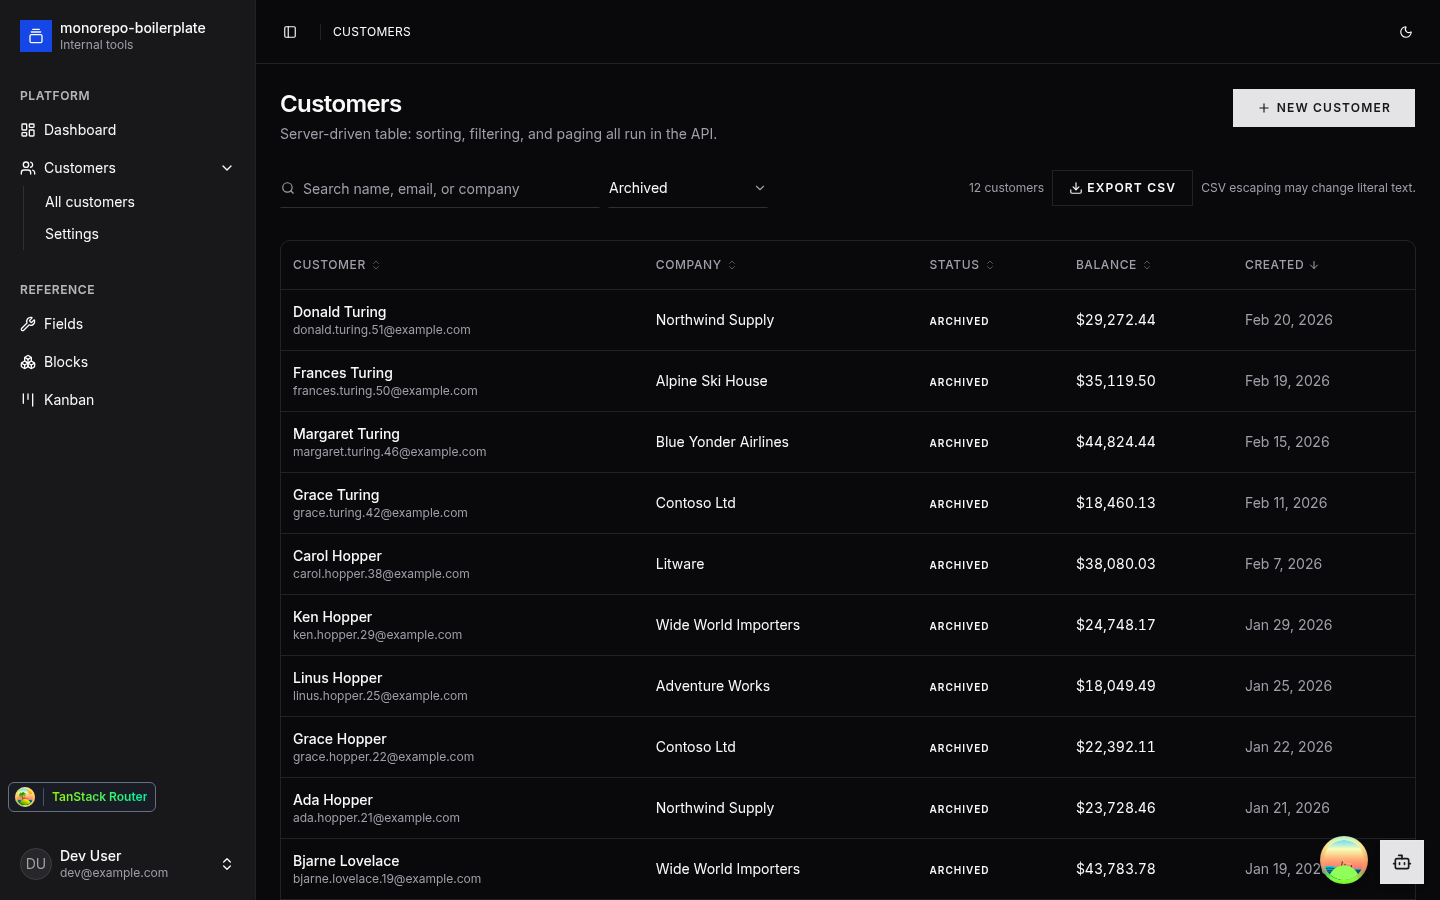 monorepo-boilerplate
Internal tools
PLATFORM
Dashboard
Customers
All customers
Settings
REFERENCE
Fields
Blocks
Kanban
TanStack Router
DU
Dev User
dev@example.com
CUSTOMERS
Customers
Server-driven table: sorting, filtering, and paging all run in the API.
NEW CUSTOMER
Search name, email, or company
Archived
12 customers
EXPORT CSV
CSV escaping may change literal text.
CUSTOMER COMPANY STATUS BALANCE CREATED
Donald Turing
donald.turing.51@example.com
Northwind Supply ARCHIVED $29,272.44 Feb 20, 2026
Frances Turing
frances.turing.50@example.com
Alpine Ski House ARCHIVED $35,119.50 Feb 19, 2026
Margaret Turing
margaret.turing.46@example.com
Blue Yonder Airlines ARCHIVED $44,824.44 Feb 15, 2026
Grace Turing
grace.turing.42@example.com
Contoso Ltd ARCHIVED $18,460.13 Feb 11, 2026
Carol Hopper
carol.hopper.38@example.com
Litware ARCHIVED $38,080.03 Feb 7, 2026
Ken Hopper
ken.hopper.29@example.com
Wide World Importers ARCHIVED $24,748.17 Jan 29, 2026
Linus Hopper
linus.hopper.25@example.com
Adventure Works ARCHIVED $18,049.49 Jan 25, 2026
Grace Hopper
grace.hopper.22@example.com
Contoso Ltd ARCHIVED $22,392.11 Jan 22, 2026
Ada Hopper
ada.hopper.21@example.com
Northwind Supply ARCHIVED $23,728.46 Jan 21, 2026
Bjarne Lovelace
bjarne.lovelace.19@example.com
Wide World Importers ARCHIVED $43,783.78 Jan 19,